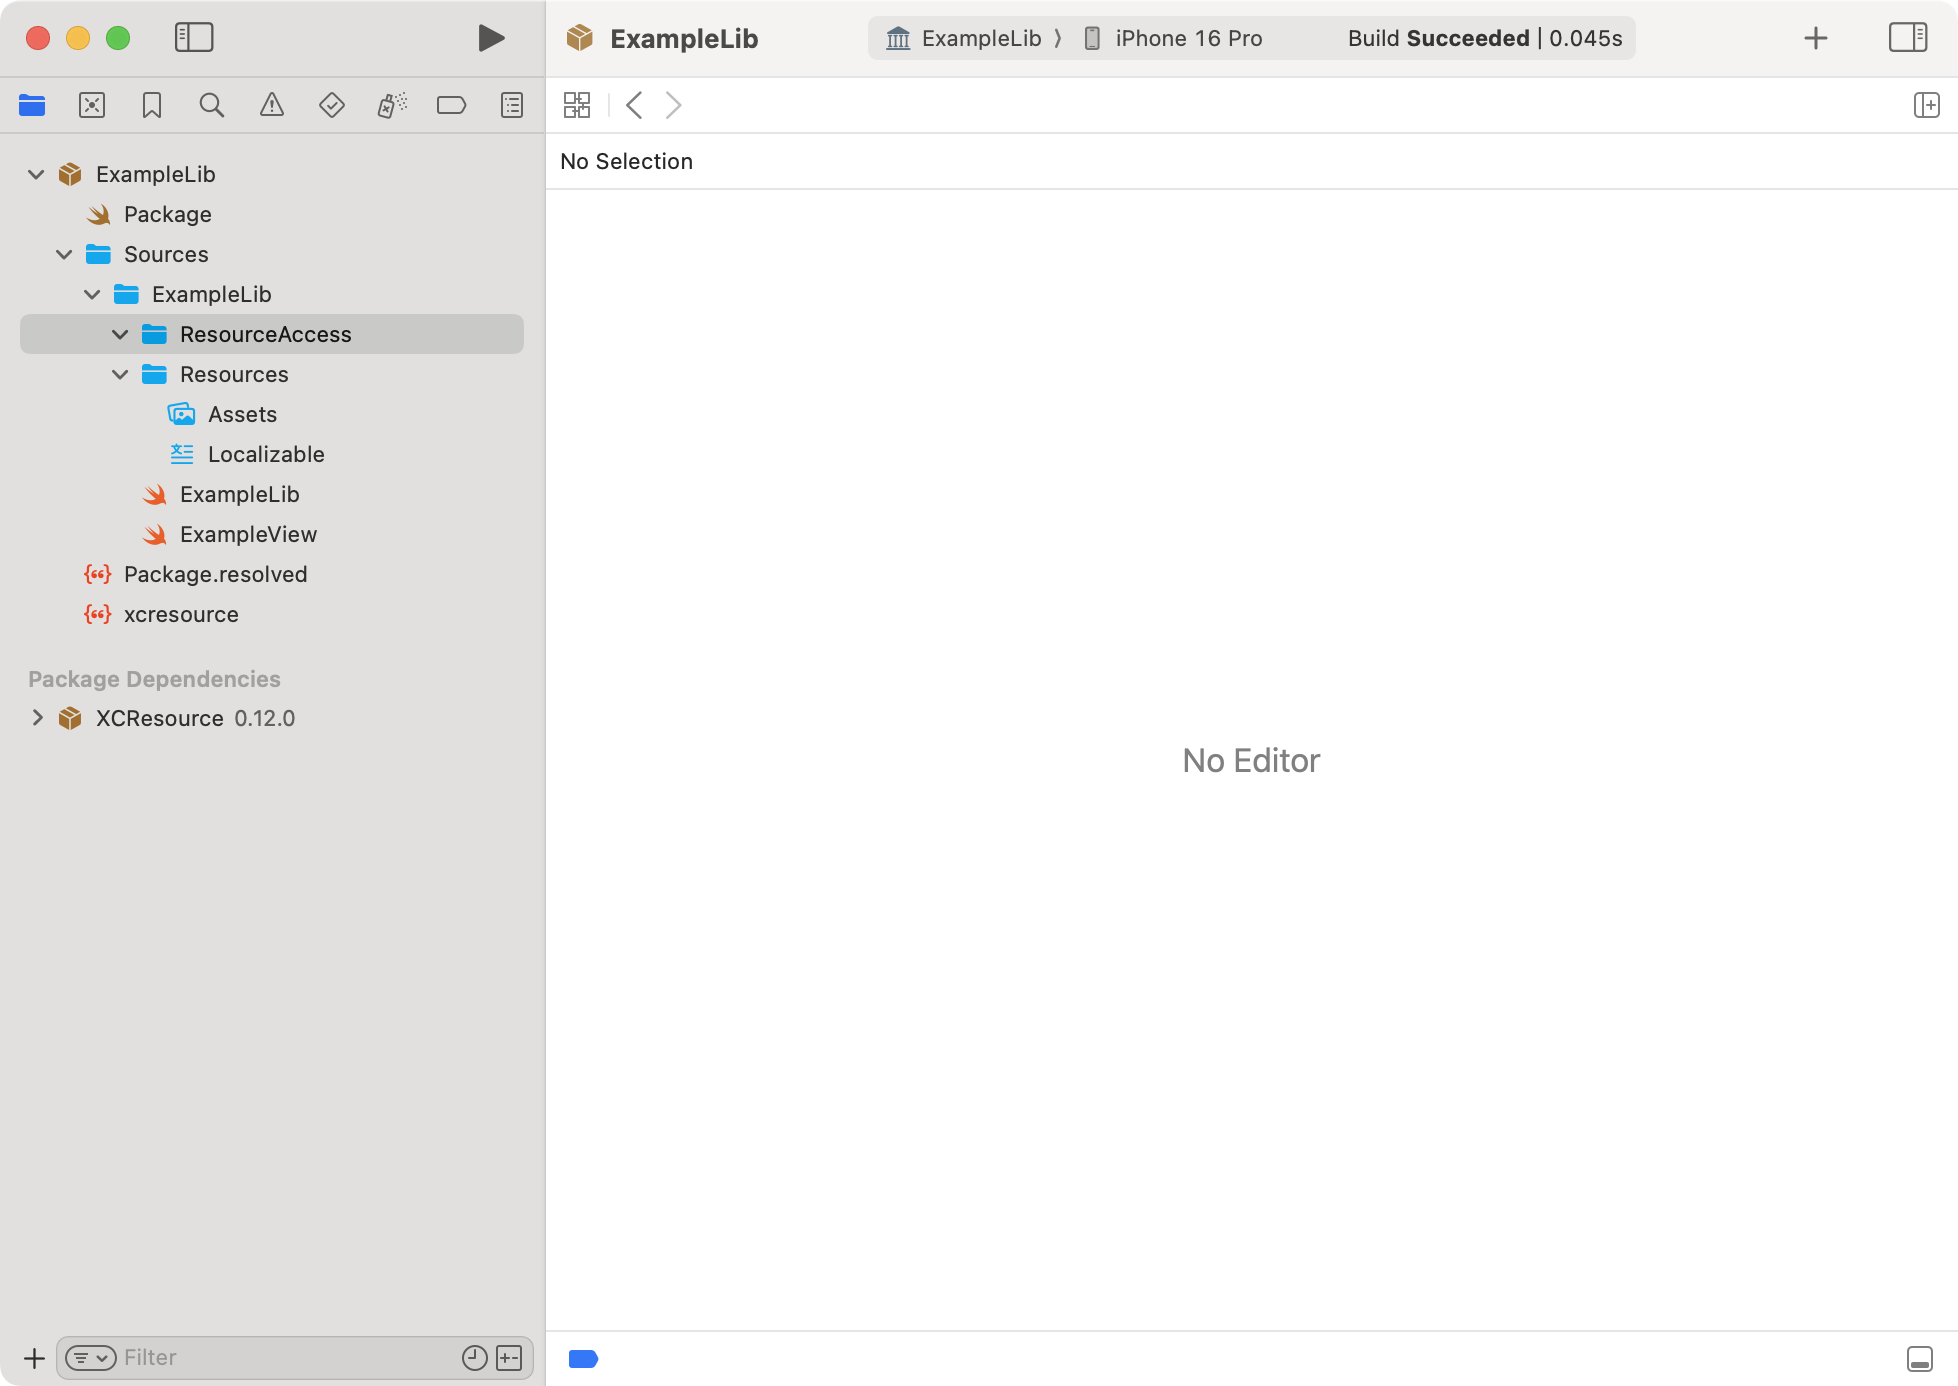 ExampleLib
ExampleLib ⟩ iPhone 16 Pro Build Succeeded | 0.045s
No Selection
ExampleLib
Package
Sources
ExampleLib
ResourceAccess
Resources
Assets
Localizable
ExampleLib
ExampleView
Package.resolved
xcresource
Package Dependencies
XCResource 0.12.0
No Editor
Filter